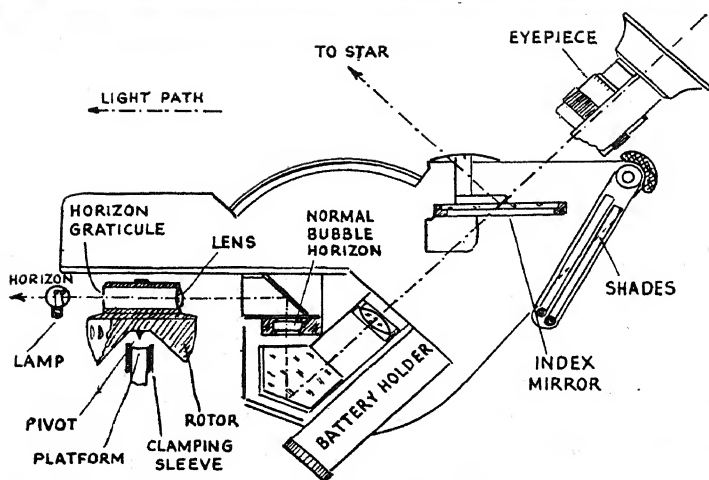 EYEPIECE
TO STAR
LIGHT PATH
HORIZON
GRATICULE
LENS
NORMAL
BUBBLE
HORIZON
HORIZON
SHADES
LAMP
INDEX
MIRROR
BATTERY HOLDER
PIVOT
ROTOR
PLATFORM
CLAMPING
SLEEVE